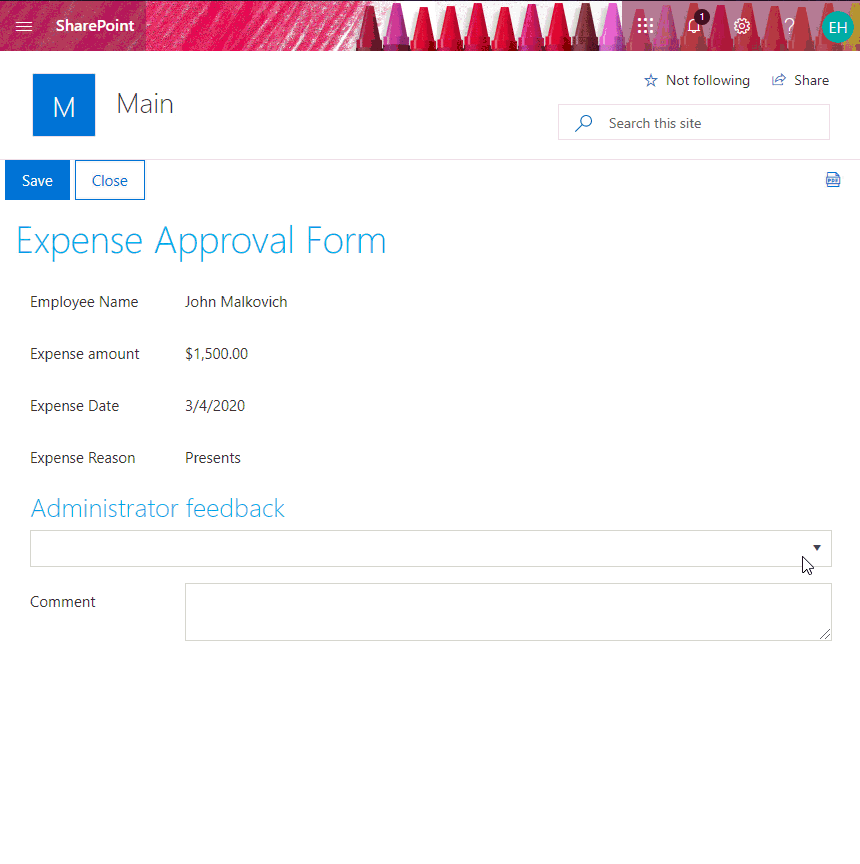 SharePoint
1
?
EH
Not following
Share
M
Main
Search this site
Save
Close
PDF
Expense Approval Form
Employee Name John Malkovich
Expense amount $1,500.00
Expense Date 3/4/2020
Expense Reason Presents
Administrator feedback
Comment